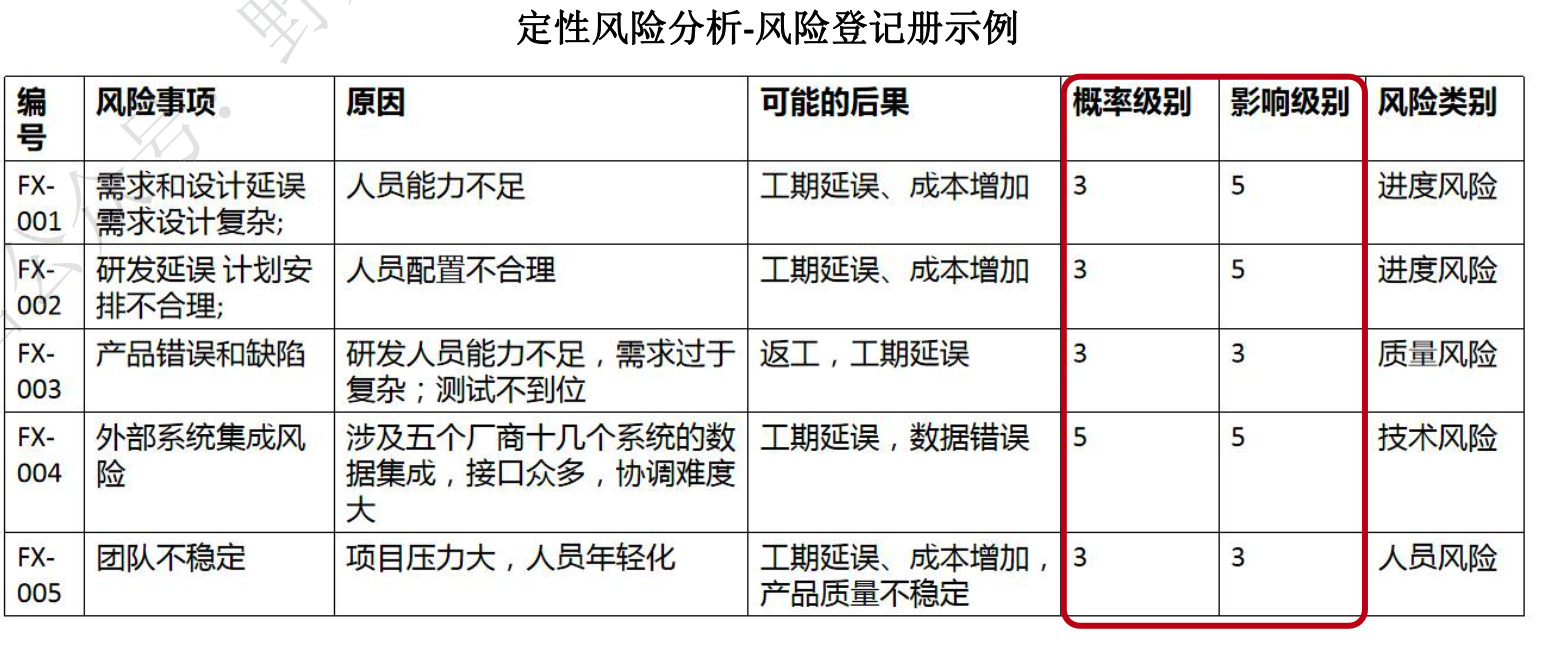 定性风险分析-风险登记册示例
编号 风险事项 原因 可能的后果 概率级别 影响级别 风险类别
FX-001 需求和设计延误需求设计复杂; 人员能力不足 工期延误、成本增加 3 5 进度风险
FX-002 研发延误 计划安排不合理; 人员配置不合理 工期延误、成本增加 3 5 进度风险
FX-003 产品错误和缺陷 研发人员能力不足，需求过于复杂；测试不到位 返工，工期延误 3 3 质量风险
FX-004 外部系统集成风险 涉及五个厂商十几个系统的数据集成，接口众多，协调难度大 工期延误，数据错误 5 5 技术风险
FX-005 团队不稳定 项目压力大，人员年轻化 工期延误、成本增加，产品质量不稳定 3 3 人员风险
公众号：野